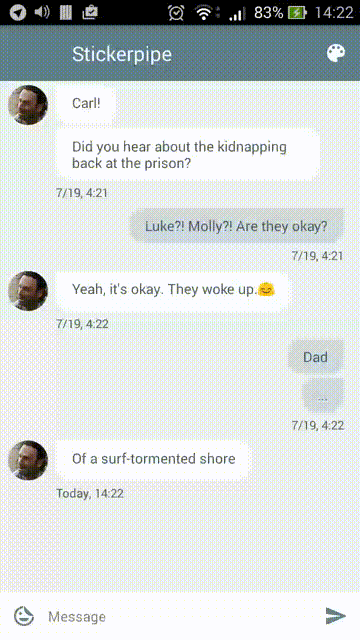 83% 14:22
Stickerpipe
Carl!
Did you hear about the kidnapping
back at the prison?
7/19, 4:21
Luke?! Molly?! Are they okay?
7/19, 4:21
Yeah, it's okay. They woke up.🤗
7/19, 4:22
Dad
...
7/19, 4:22
Of a surf-tormented shore
Today, 14:22
Message